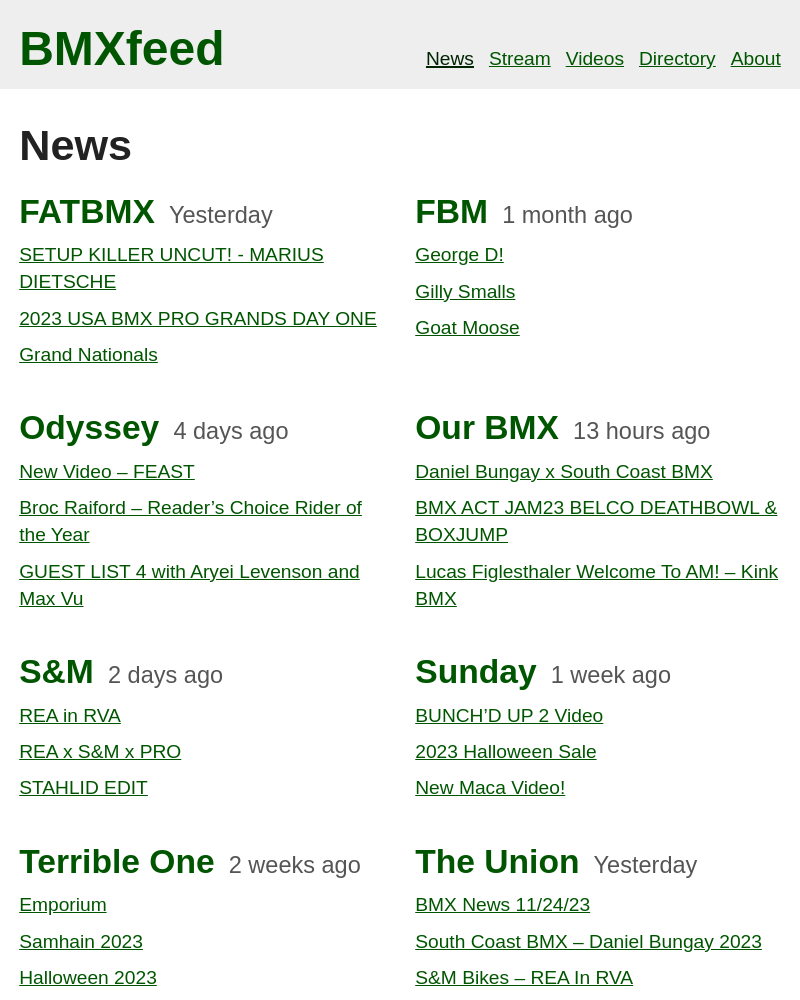 BMXfeed
News Stream Videos Directory About
News
FATBMX Yesterday
SETUP KILLER UNCUT! - MARIUS
DIETSCHE
2023 USA BMX PRO GRANDS DAY ONE
Grand Nationals
FBM 1 month ago
George D!
Gilly Smalls
Goat Moose
Odyssey 4 days ago
New Video – FEAST
Broc Raiford – Reader’s Choice Rider of
the Year
GUEST LIST 4 with Aryei Levenson and
Max Vu
Our BMX 13 hours ago
Daniel Bungay x South Coast BMX
BMX ACT JAM23 BELCO DEATHBOWL &
BOXJUMP
Lucas Figlesthaler Welcome To AM! – Kink
BMX
S&M 2 days ago
REA in RVA
REA x S&M x PRO
STAHLID EDIT
Sunday 1 week ago
BUNCH’D UP 2 Video
2023 Halloween Sale
New Maca Video!
Terrible One 2 weeks ago
Emporium
Samhain 2023
Halloween 2023
The Union Yesterday
BMX News 11/24/23
South Coast BMX – Daniel Bungay 2023
S&M Bikes – REA In RVA